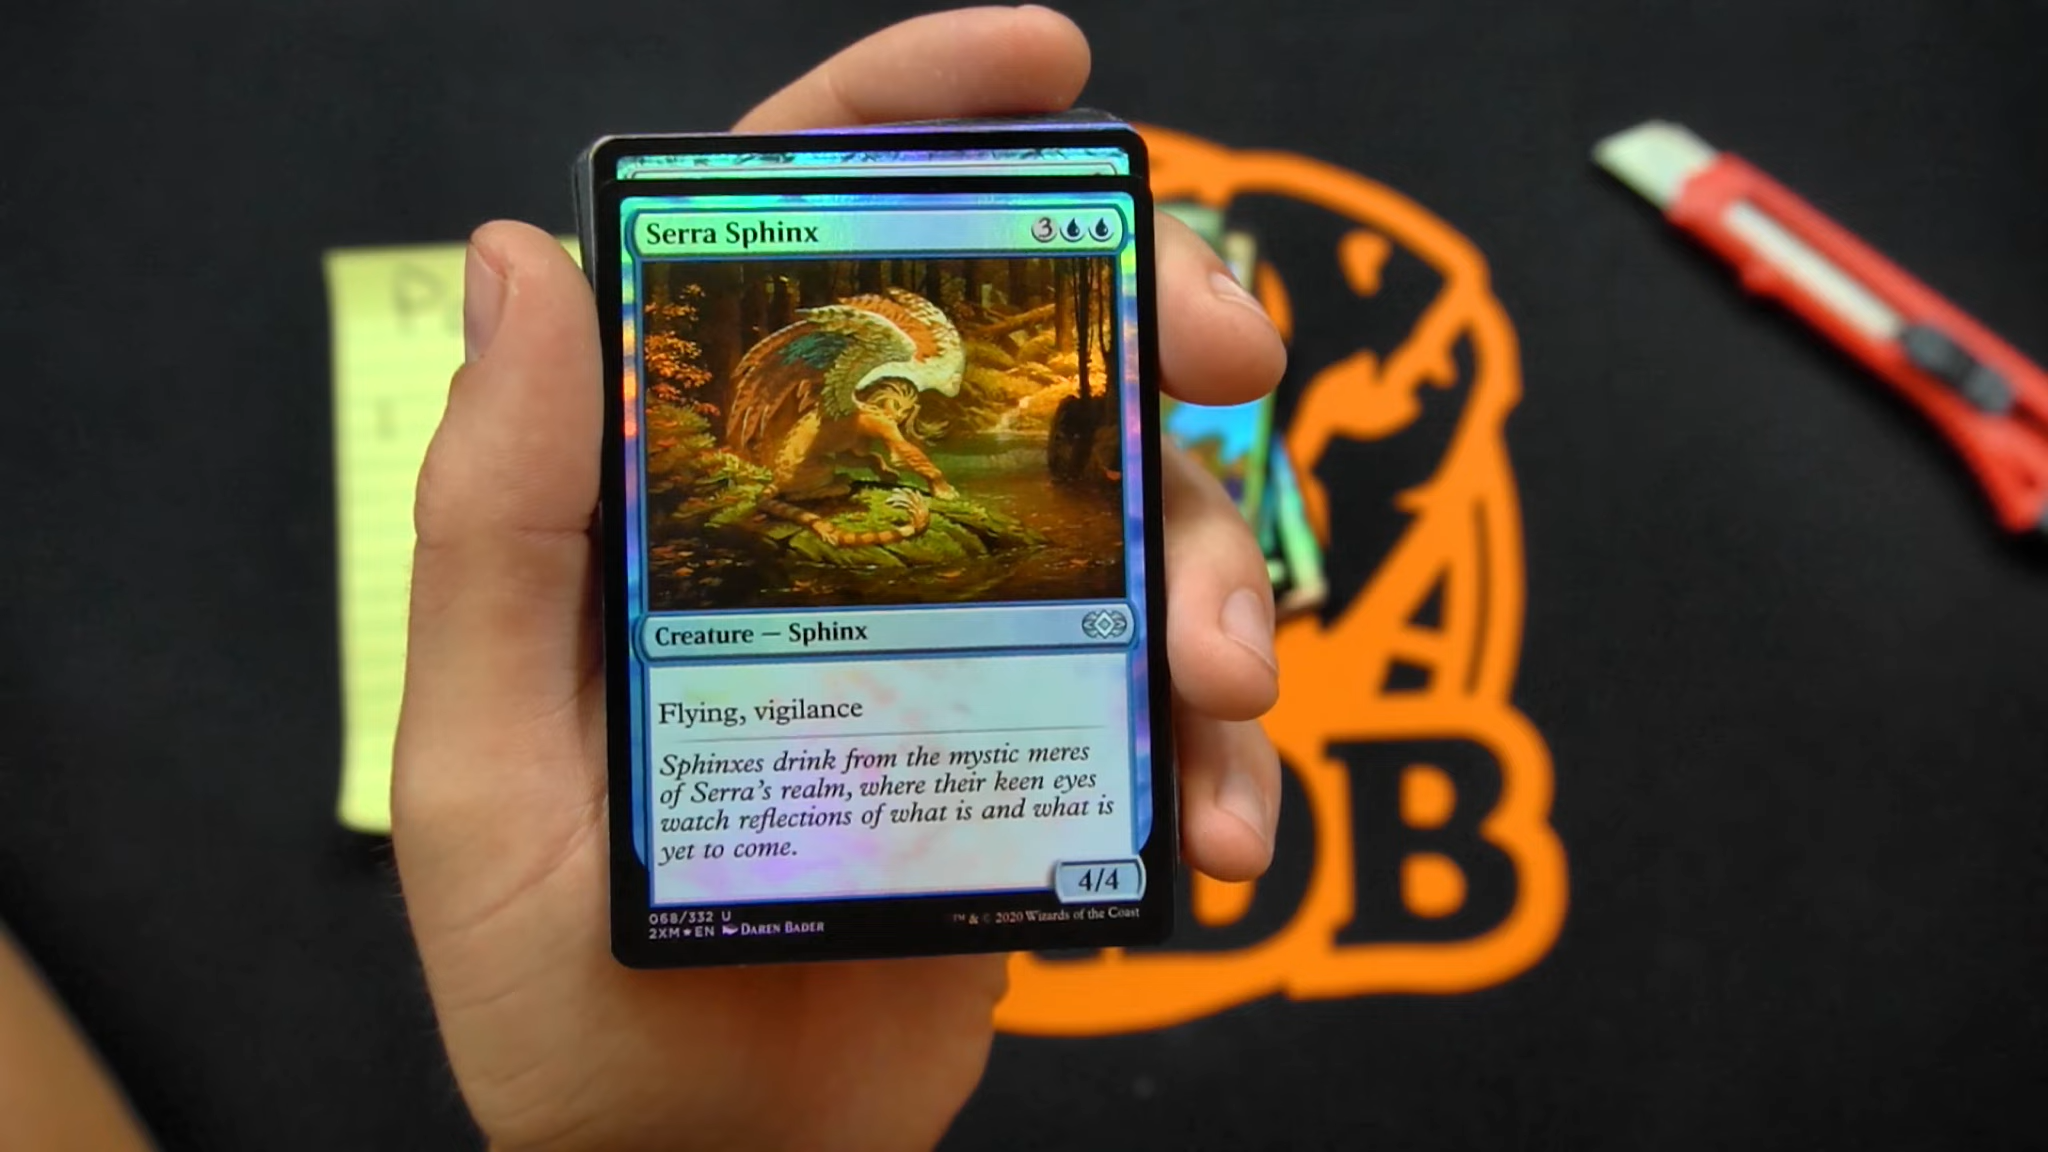 Serra Sphinx 3
Creature — Sphinx
Flying, vigilance
Sphinxes drink from the mystic meres
of Serra's realm, where their keen eyes
watch reflections of what is and what is
yet to come.
4/4
068/332 U
2XM★EN DAREN BADER
™ & © 2020 Wizards of the Coast
DB